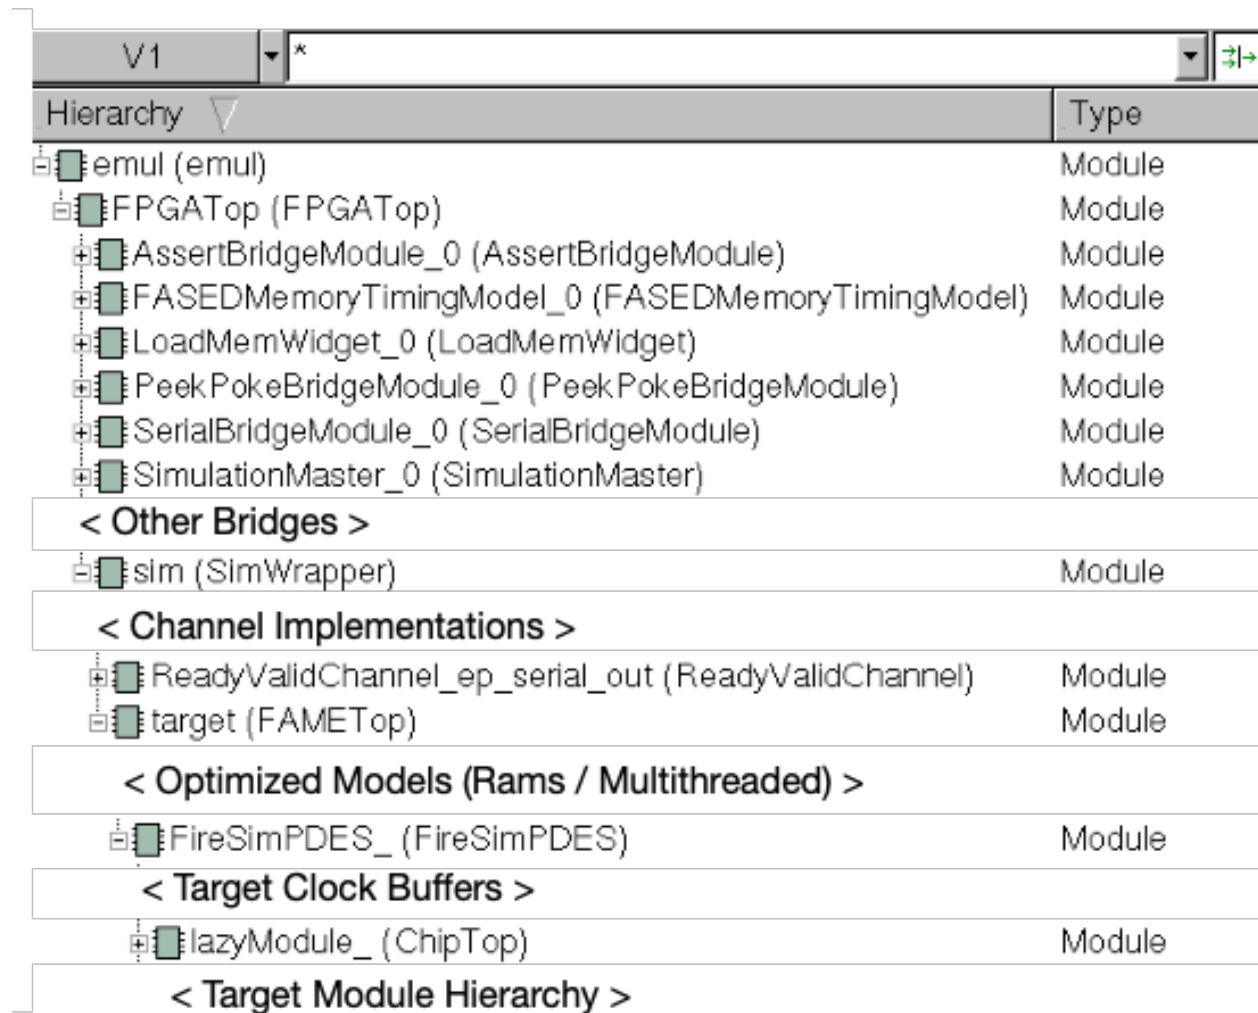 V1 *
Hierarchy Type
emul (emul) Module
FPGATop (FPGATop) Module
AssertBridgeModule_0 (AssertBridgeModule) Module
FASEDMemoryTimingModel_0 (FASEDMemoryTimingModel) Module
LoadMemWidget_0 (LoadMemWidget) Module
PeekPokeBridgeModule_0 (PeekPokeBridgeModule) Module
SerialBridgeModule_0 (SerialBridgeModule) Module
SimulationMaster_0 (SimulationMaster) Module
< Other Bridges >
sim (SimWrapper) Module
< Channel Implementations >
ReadyValidChannel_ep_serial_out (ReadyValidChannel) Module
target (FAMETop) Module
< Optimized Models (Rams / Multithreaded) >
FireSimPDES_ (FireSimPDES) Module
< Target Clock Buffers >
lazyModule_ (ChipTop) Module
< Target Module Hierarchy >